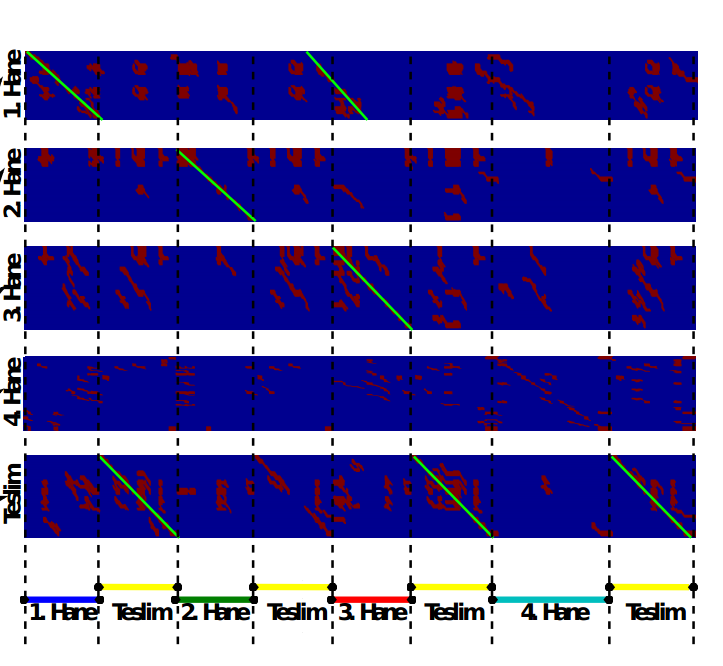 1. Hane
2. Hane
3. Hane
4. Hane
Teslim
1. Hane Teslim 2. Hane Teslim 3. Hane Teslim 4. Hane Teslim